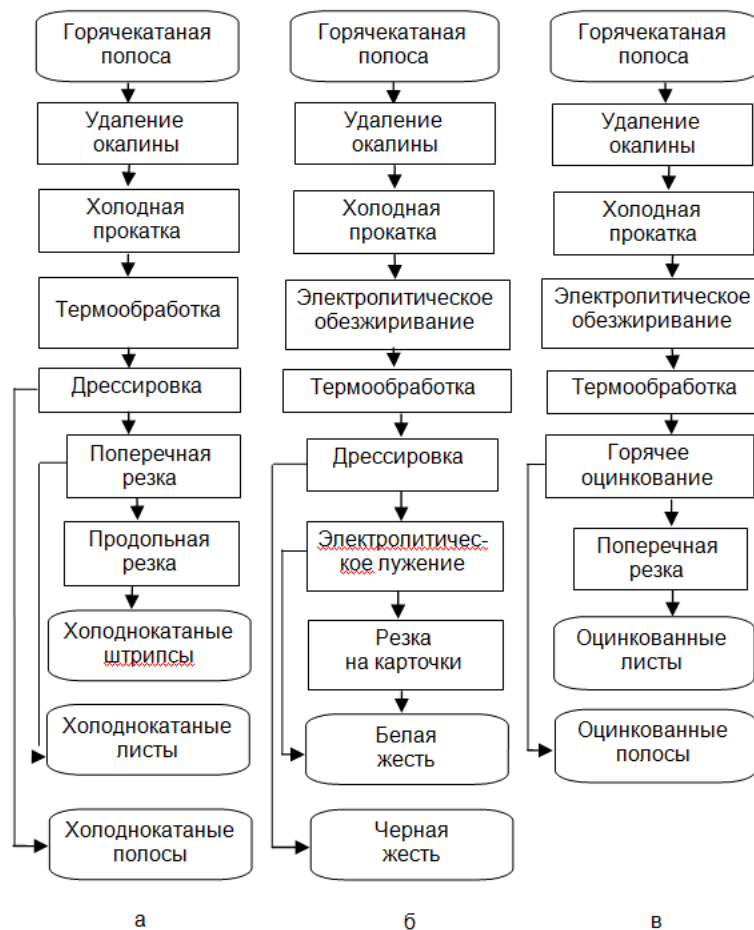 Горячекатаная
полоса
Удаление
окалины
Холодная
прокатка
Термообработка
Дрессировка
Поперечная
резка
Продольная
резка
Холоднокатаные
штрипсы
Холоднокатаные
листы
Холоднокатаные
полосы
а
Горячекатаная
полоса
Удаление
окалины
Холодная
прокатка
Электролитическое
обезжиривание
Термообработка
Дрессировка
Электролитичес-
кое лужение
Резка
на карточки
Белая
жесть
Черная
жесть
б
Горячекатаная
полоса
Удаление
окалины
Холодная
прокатка
Электролитическое
обезжиривание
Термообработка
Горячее
оцинкование
Поперечная
резка
Оцинкованные
листы
Оцинкованные
полосы
в